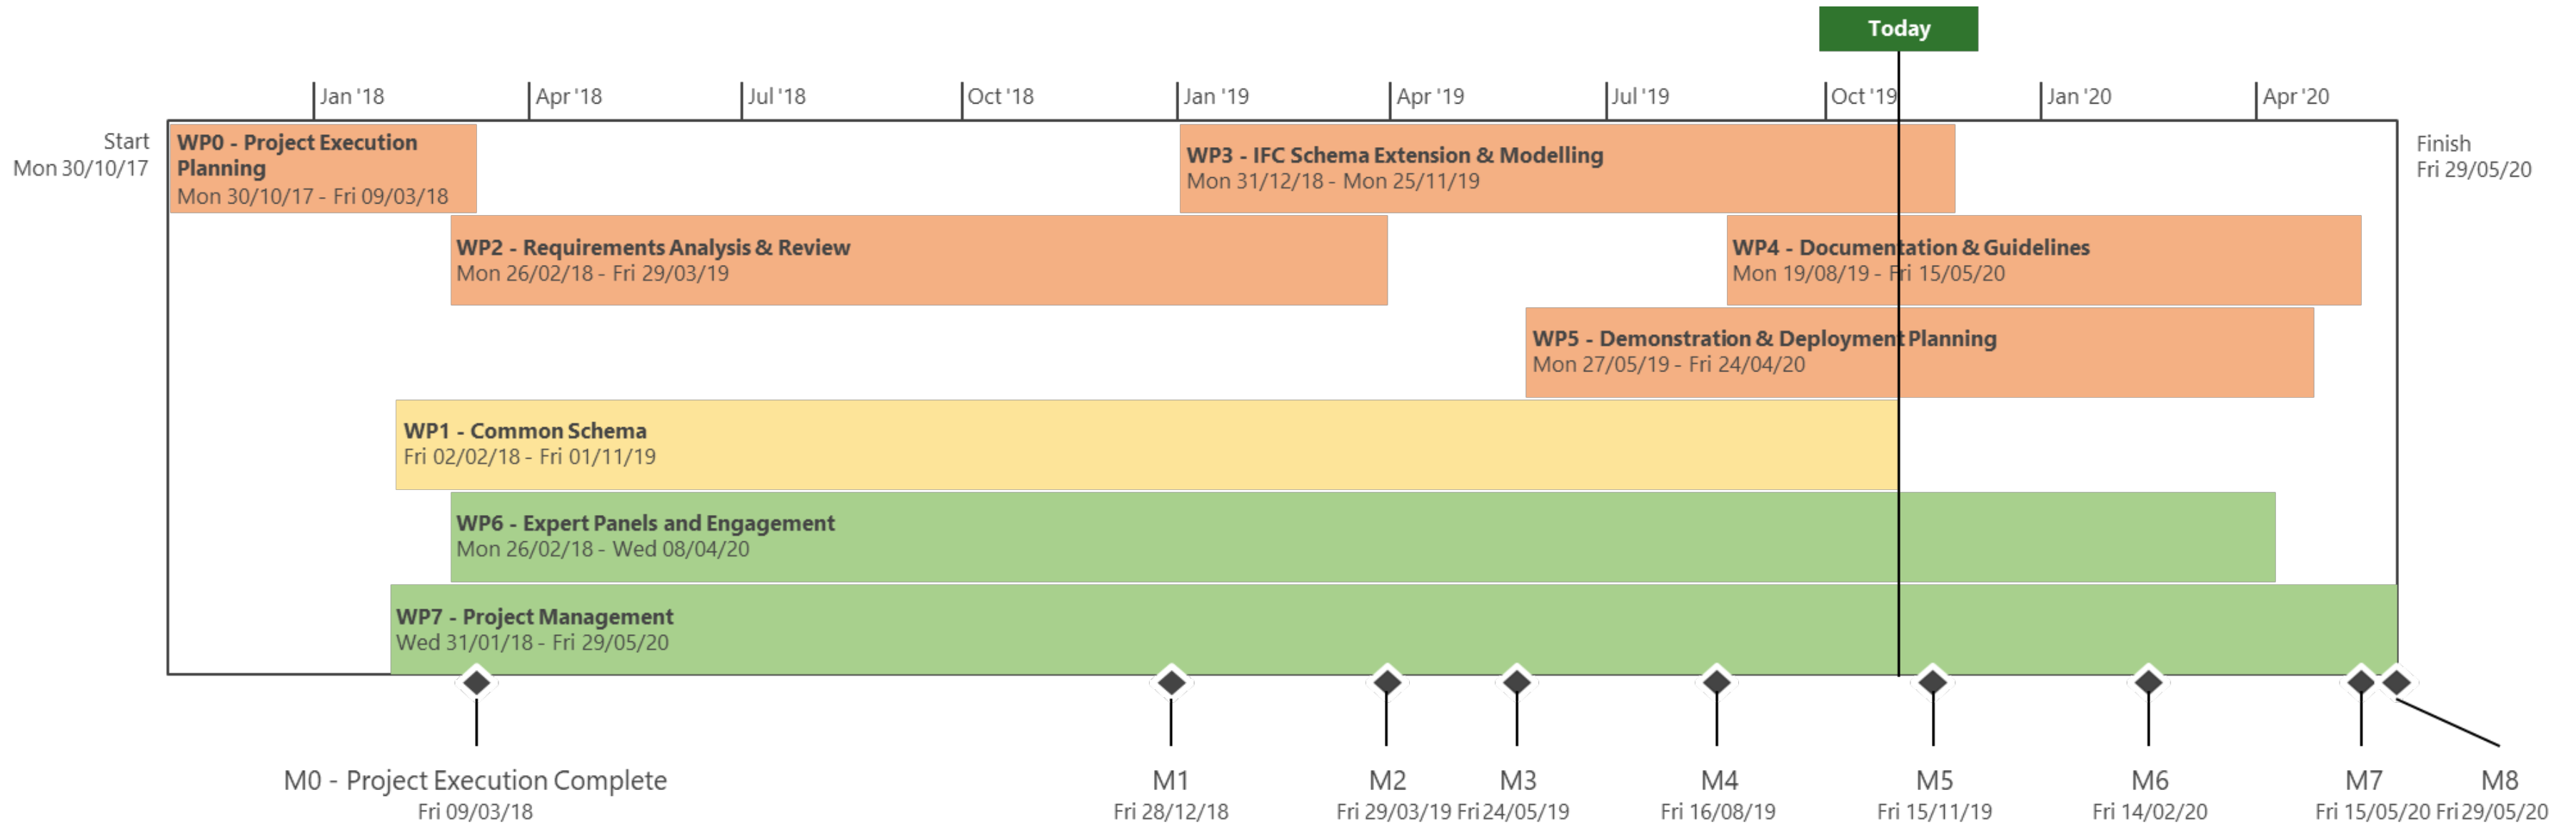 Today
Jan '18
Apr '18
Jul '18
Oct '18
Jan '19
Apr '19
Jul '19
Oct '19
Jan '20
Apr '20
Start
Mon 30/10/17
Finish
Fri 29/05/20
WP0 - Project Execution
Planning
Mon 30/10/17 - Fri 09/03/18
WP3 - IFC Schema Extension & Modelling
Mon 31/12/18 - Mon 25/11/19
WP2 - Requirements Analysis & Review
Mon 26/02/18 - Fri 29/03/19
WP4 - Documentation & Guidelines
Mon 19/08/19 - Fri 15/05/20
WP5 - Demonstration & Deployment Planning
Mon 27/05/19 - Fri 24/04/20
WP1 - Common Schema
Fri 02/02/18 - Fri 01/11/19
WP6 - Expert Panels and Engagement
Mon 26/02/18 - Wed 08/04/20
WP7 - Project Management
Wed 31/01/18 - Fri 29/05/20
M0 - Project Execution Complete
Fri 09/03/18
M1
Fri 28/12/18
M2
Fri 29/03/19
M3
Fri 24/05/19
M4
Fri 16/08/19
M5
Fri 15/11/19
M6
Fri 14/02/20
M7
Fri 15/05/20
M8
Fri 29/05/20